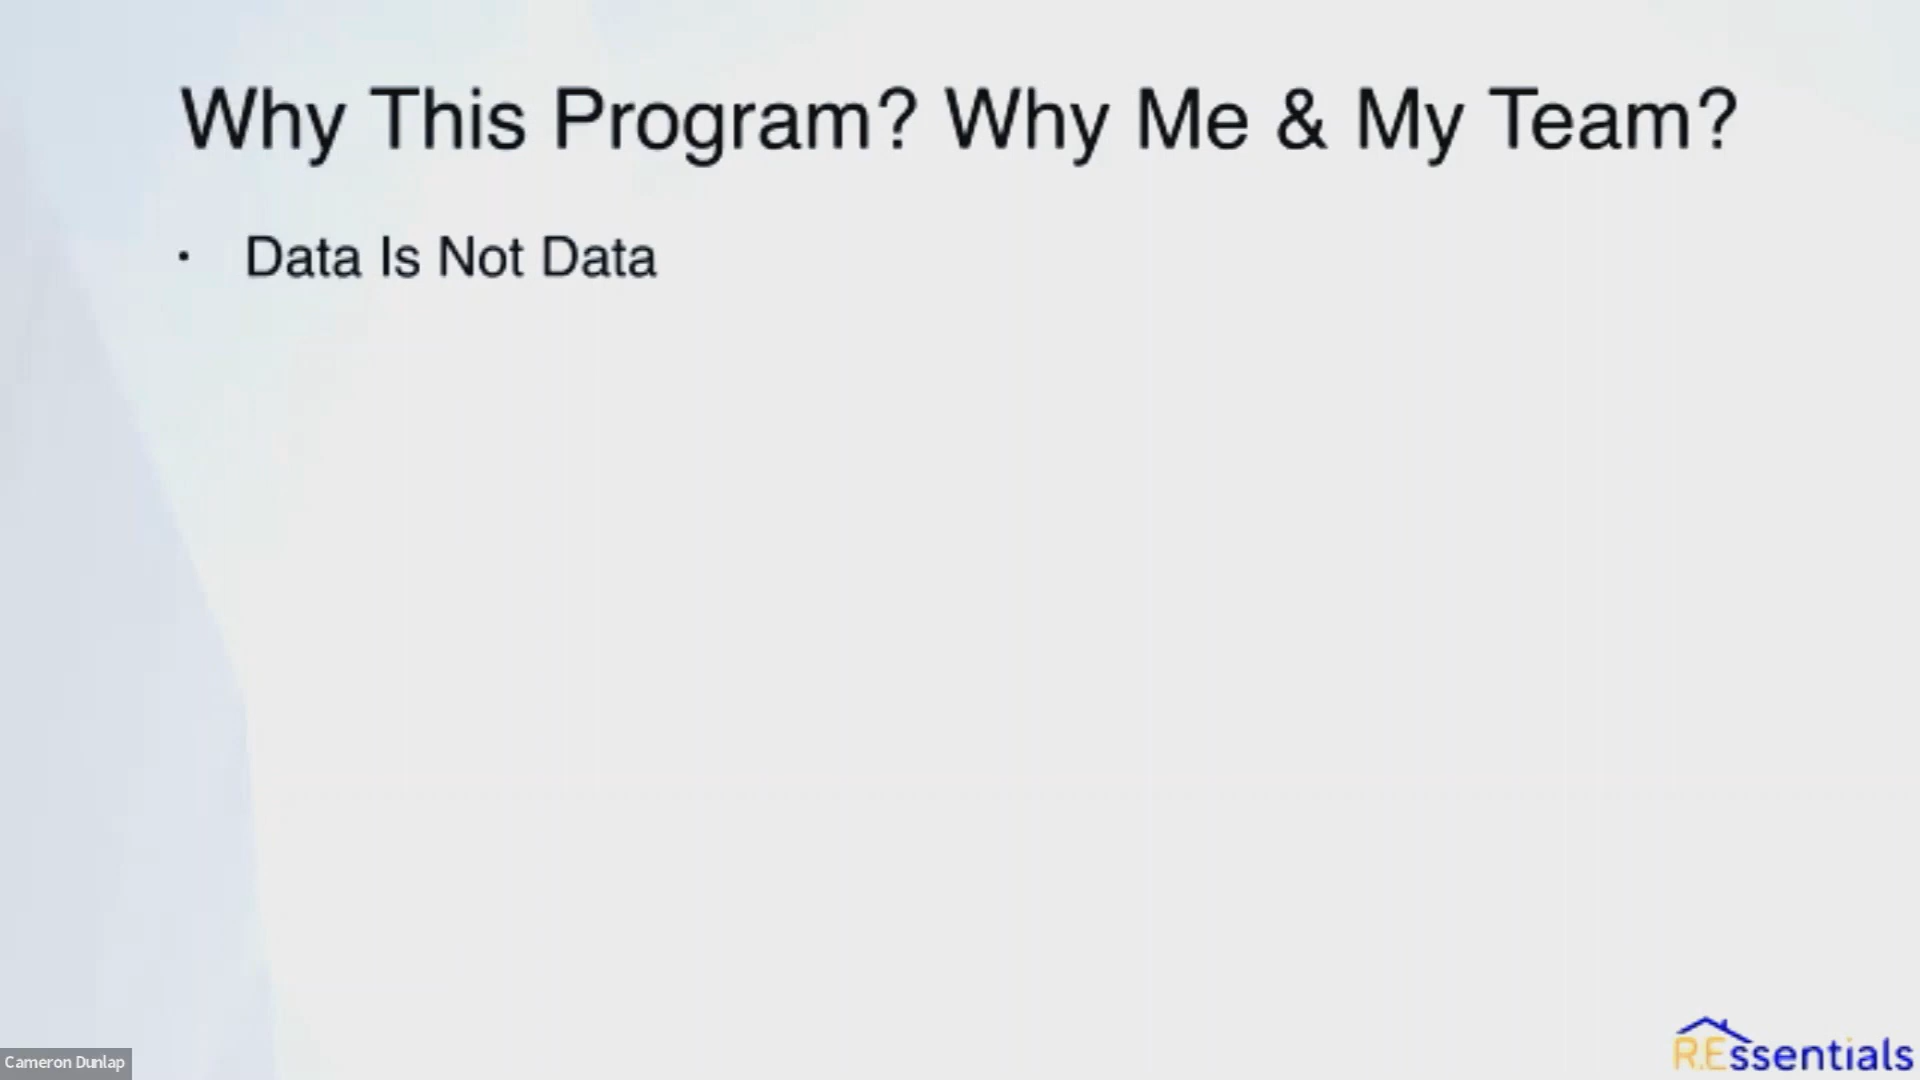 Why This Program? Why Me & My Team?
· Data Is Not Data
Cameron Dunlap
R.Essentials